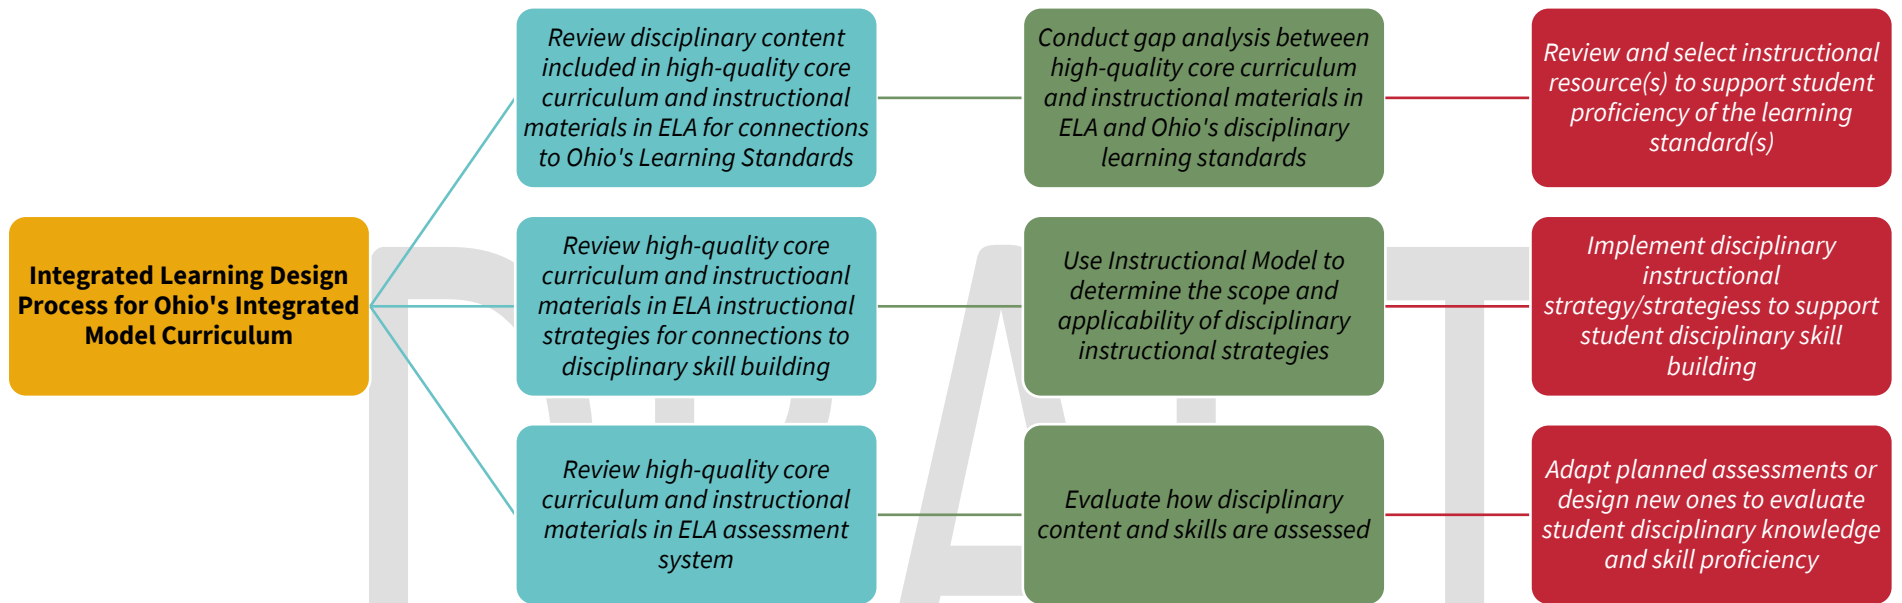 Integrated Learning Design
Process for Ohio's Integrated
Model Curriculum
Review disciplinary content
included in high-quality core
curriculum and instructional
materials in ELA for connections
to Ohio's Learning Standards
Conduct gap analysis between
high-quality core curriculum
and instructional materials in
ELA and Ohio's disciplinary
learning standards
Review and select instructional
resource(s) to support student
proficiency of the learning
standard(s)
Review high-quality core
curriculum and instructioanl
materials in ELA instructional
strategies for connections to
disciplinary skill building
Use Instructional Model to
determine the scope and
applicability of disciplinary
instructional strategies
Implement disciplinary
instructional
strategy/strategiess to support
student disciplinary skill
building
Review high-quality core
curriculum and instructional
materials in ELA assessment
system
Evaluate how disciplinary
content and skills are assessed
Adapt planned assessments or
design new ones to evaluate
student disciplinary knowledge
and skill proficiency
DRAFT